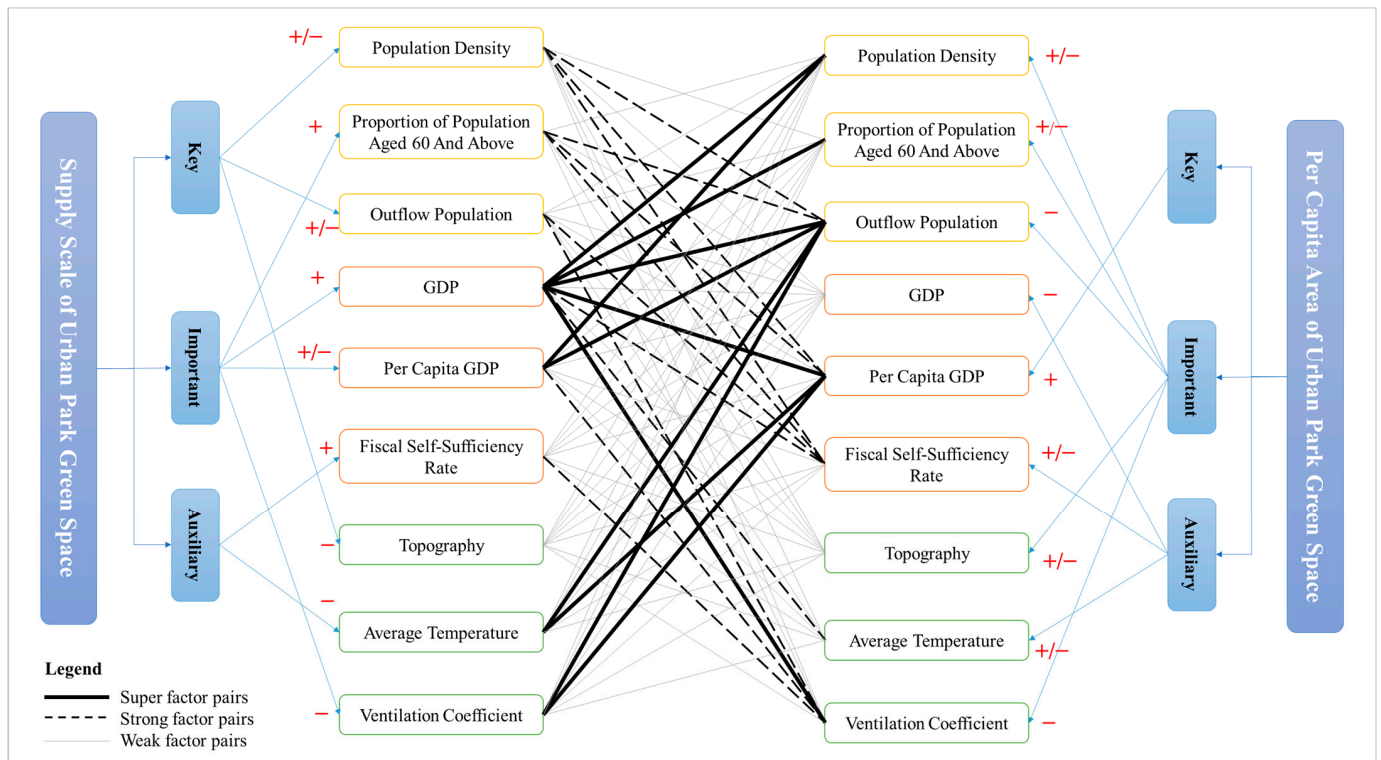 Supply Scale of Urban Park Green Space
Key
Important
Auxiliary
+/−
Population Density
+
Proportion of Population
Aged 60 And Above
Outflow Population
+/−
+
GDP
+/−
Per Capita GDP
+
Fiscal Self-Sufficiency
Rate
−
Topography
−
Average Temperature
−
Ventilation Coefficient
Population Density
+/−
Proportion of Population
Aged 60 And Above
+/−
Outflow Population
−
GDP
−
Per Capita GDP
+
Fiscal Self-Sufficiency
Rate
+/−
Topography
+/−
Average Temperature
+/−
Ventilation Coefficient
−
Key
Important
Auxiliary
Per Capita Area of Urban Park Green Space
Legend
Super factor pairs
Strong factor pairs
Weak factor pairs